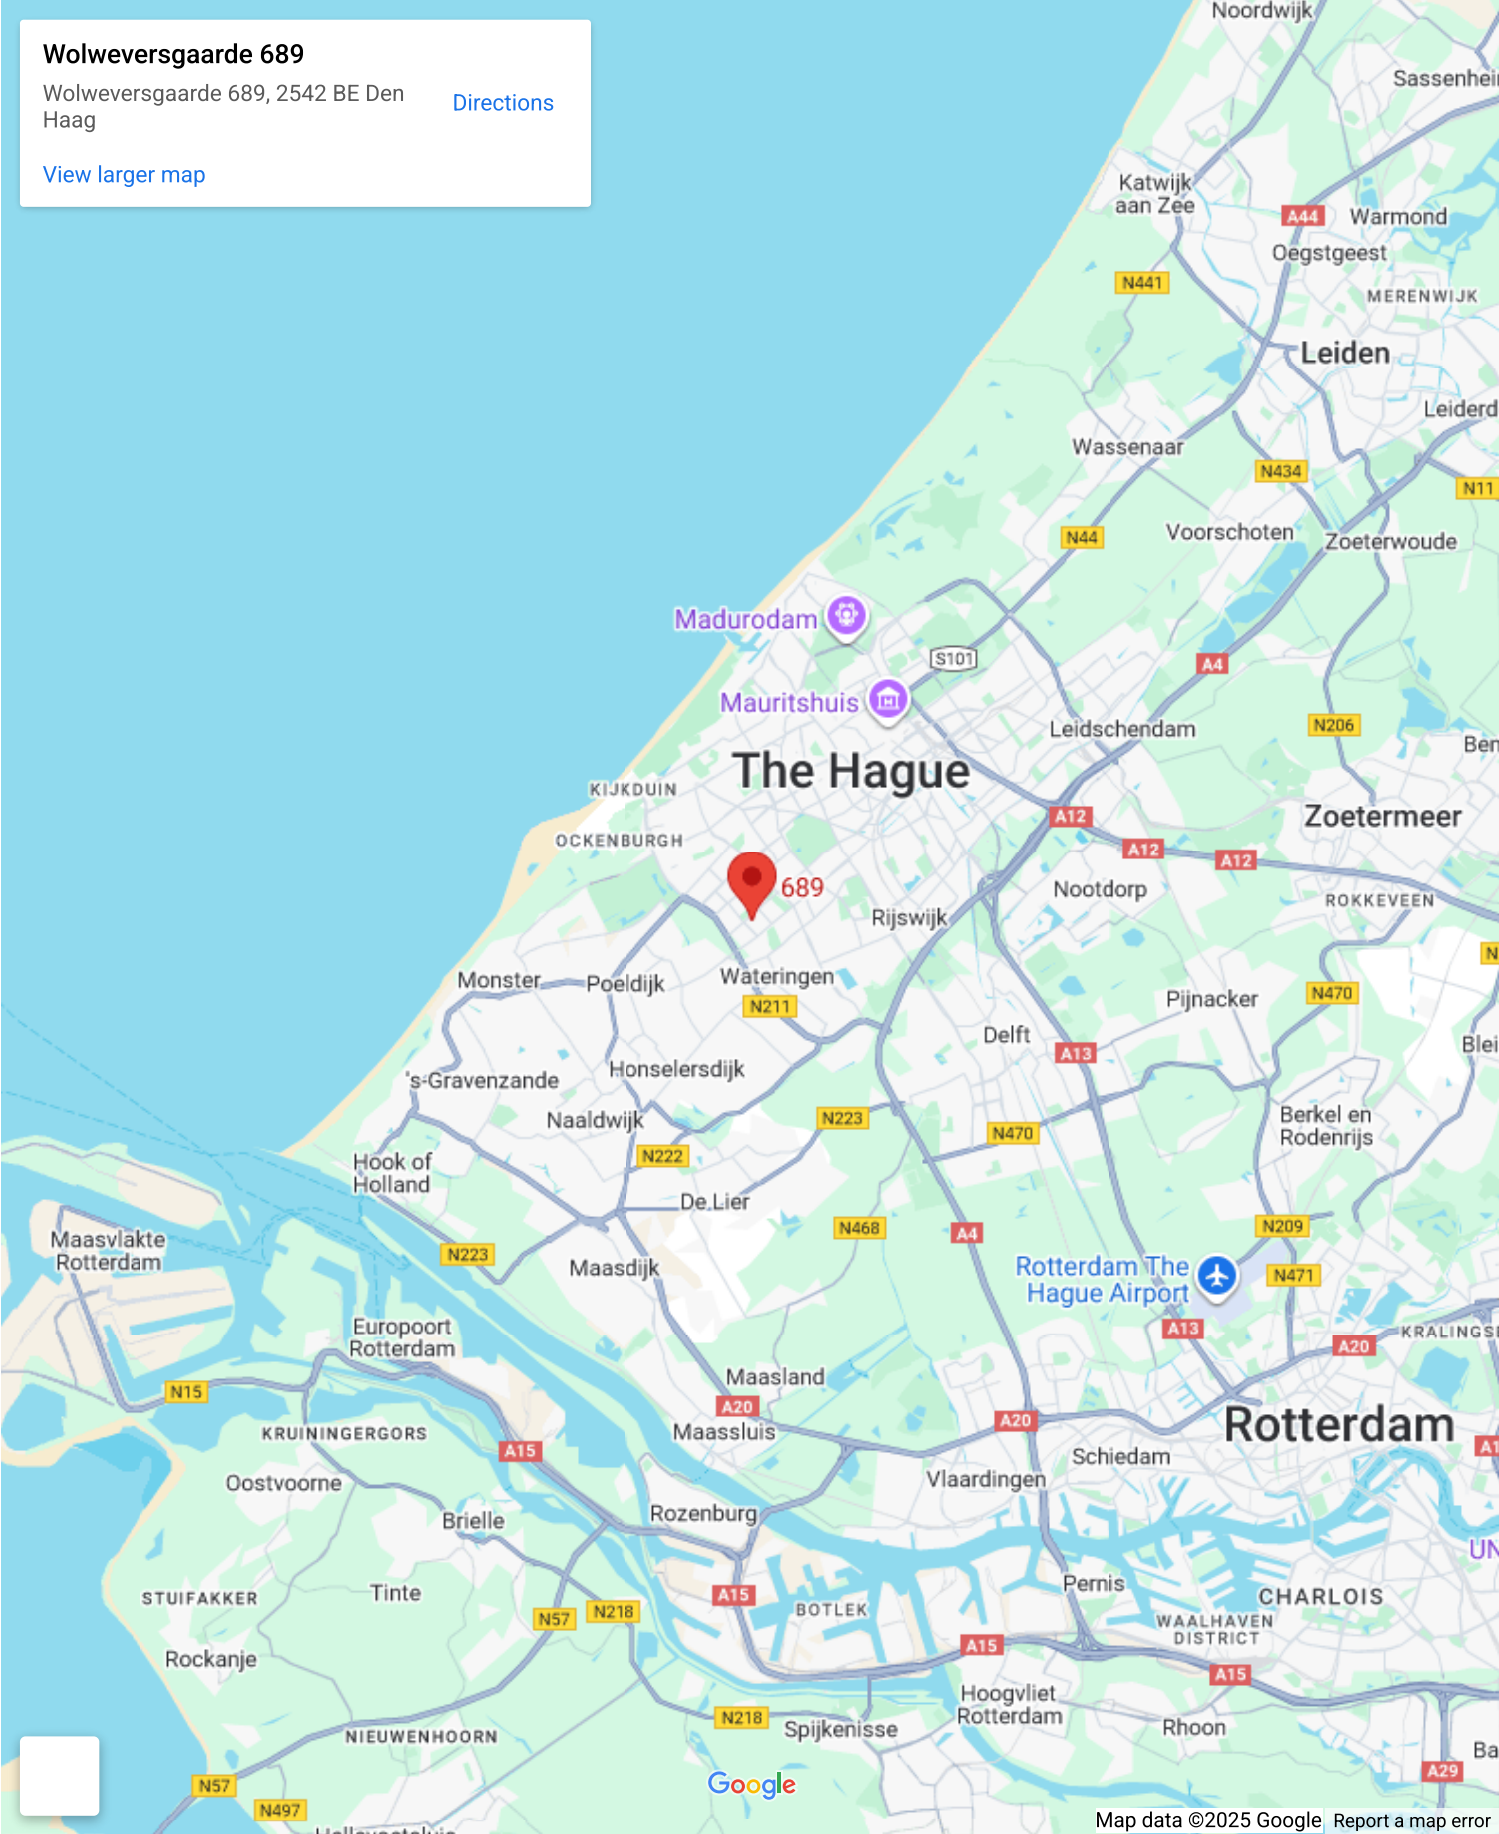 Wolweversgaarde 689
Wolweversgaarde 689, 2542 BE Den
Haag
Directions
View larger map
Noordwijk
Sassenhei
Katwijk
aan Zee
A44
Warmond
Oegstgeest
N441
MERENWIJK
Leiden
Leiderd
Wassenaar
N434
N11
N44
Voorschoten
Zoeterwoude
Madurodam
S101
A4
Mauritshuis
Leidschendam
N206
Ben
The Hague
KIJKDUIN
A12
Zoetermeer
OCKENBURGH
A12
A12
689
Nootdorp
ROKKEVEEN
Rijswijk
N
Monster
Poeldijk
Wateringen
N470
N211
Pijnacker
Delft
Blei
A13
Honselersdijk
's-Gravenzande
Naaldwijk
N223
N470
Berkel en
Rodenrijs
N222
Hook of
Holland
De Lier
N468
A4
N209
Maasvlakte
Rotterdam
N223
Maasdijk
Rotterdam The
Hague Airport
N471
Europoort
Rotterdam
A13
KRALINGS
A20
Maasland
N15
A20
A20
Rotterdam
KRUININGERGORS
Maassluis
A15
A1
Schiedam
Oostvoorne
Vlaardingen
Brielle
Rozenburg
UN
Pernis
STUIFAKKER
Tinte
A15
CHARLOIS
N57
N218
BOTLEK
WAALHAVEN
DISTRICT
Rockanje
A15
A15
Hoogvliet
Rotterdam
N218
Spijkenisse
Rhoon
NIEUWENHOORN
Ba
A29
N57
Google
N497
Map data ©2025 Google
Report a map error